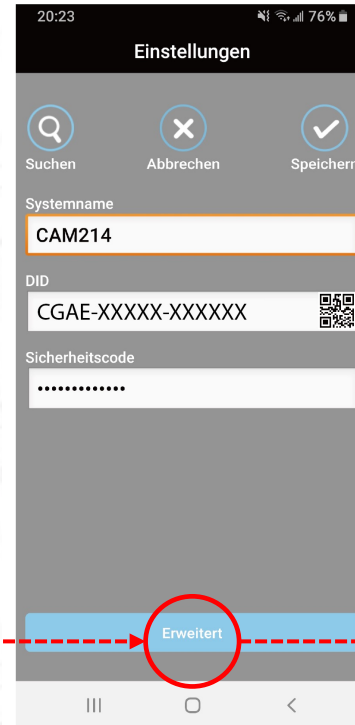 20:23 76%
Einstellungen
Suchen Abbrechen Speichern
Systemname
CAM214
DID
CGAE-XXXXX-XXXXXX
Sicherheitscode
•••••••••••••
Erweitert